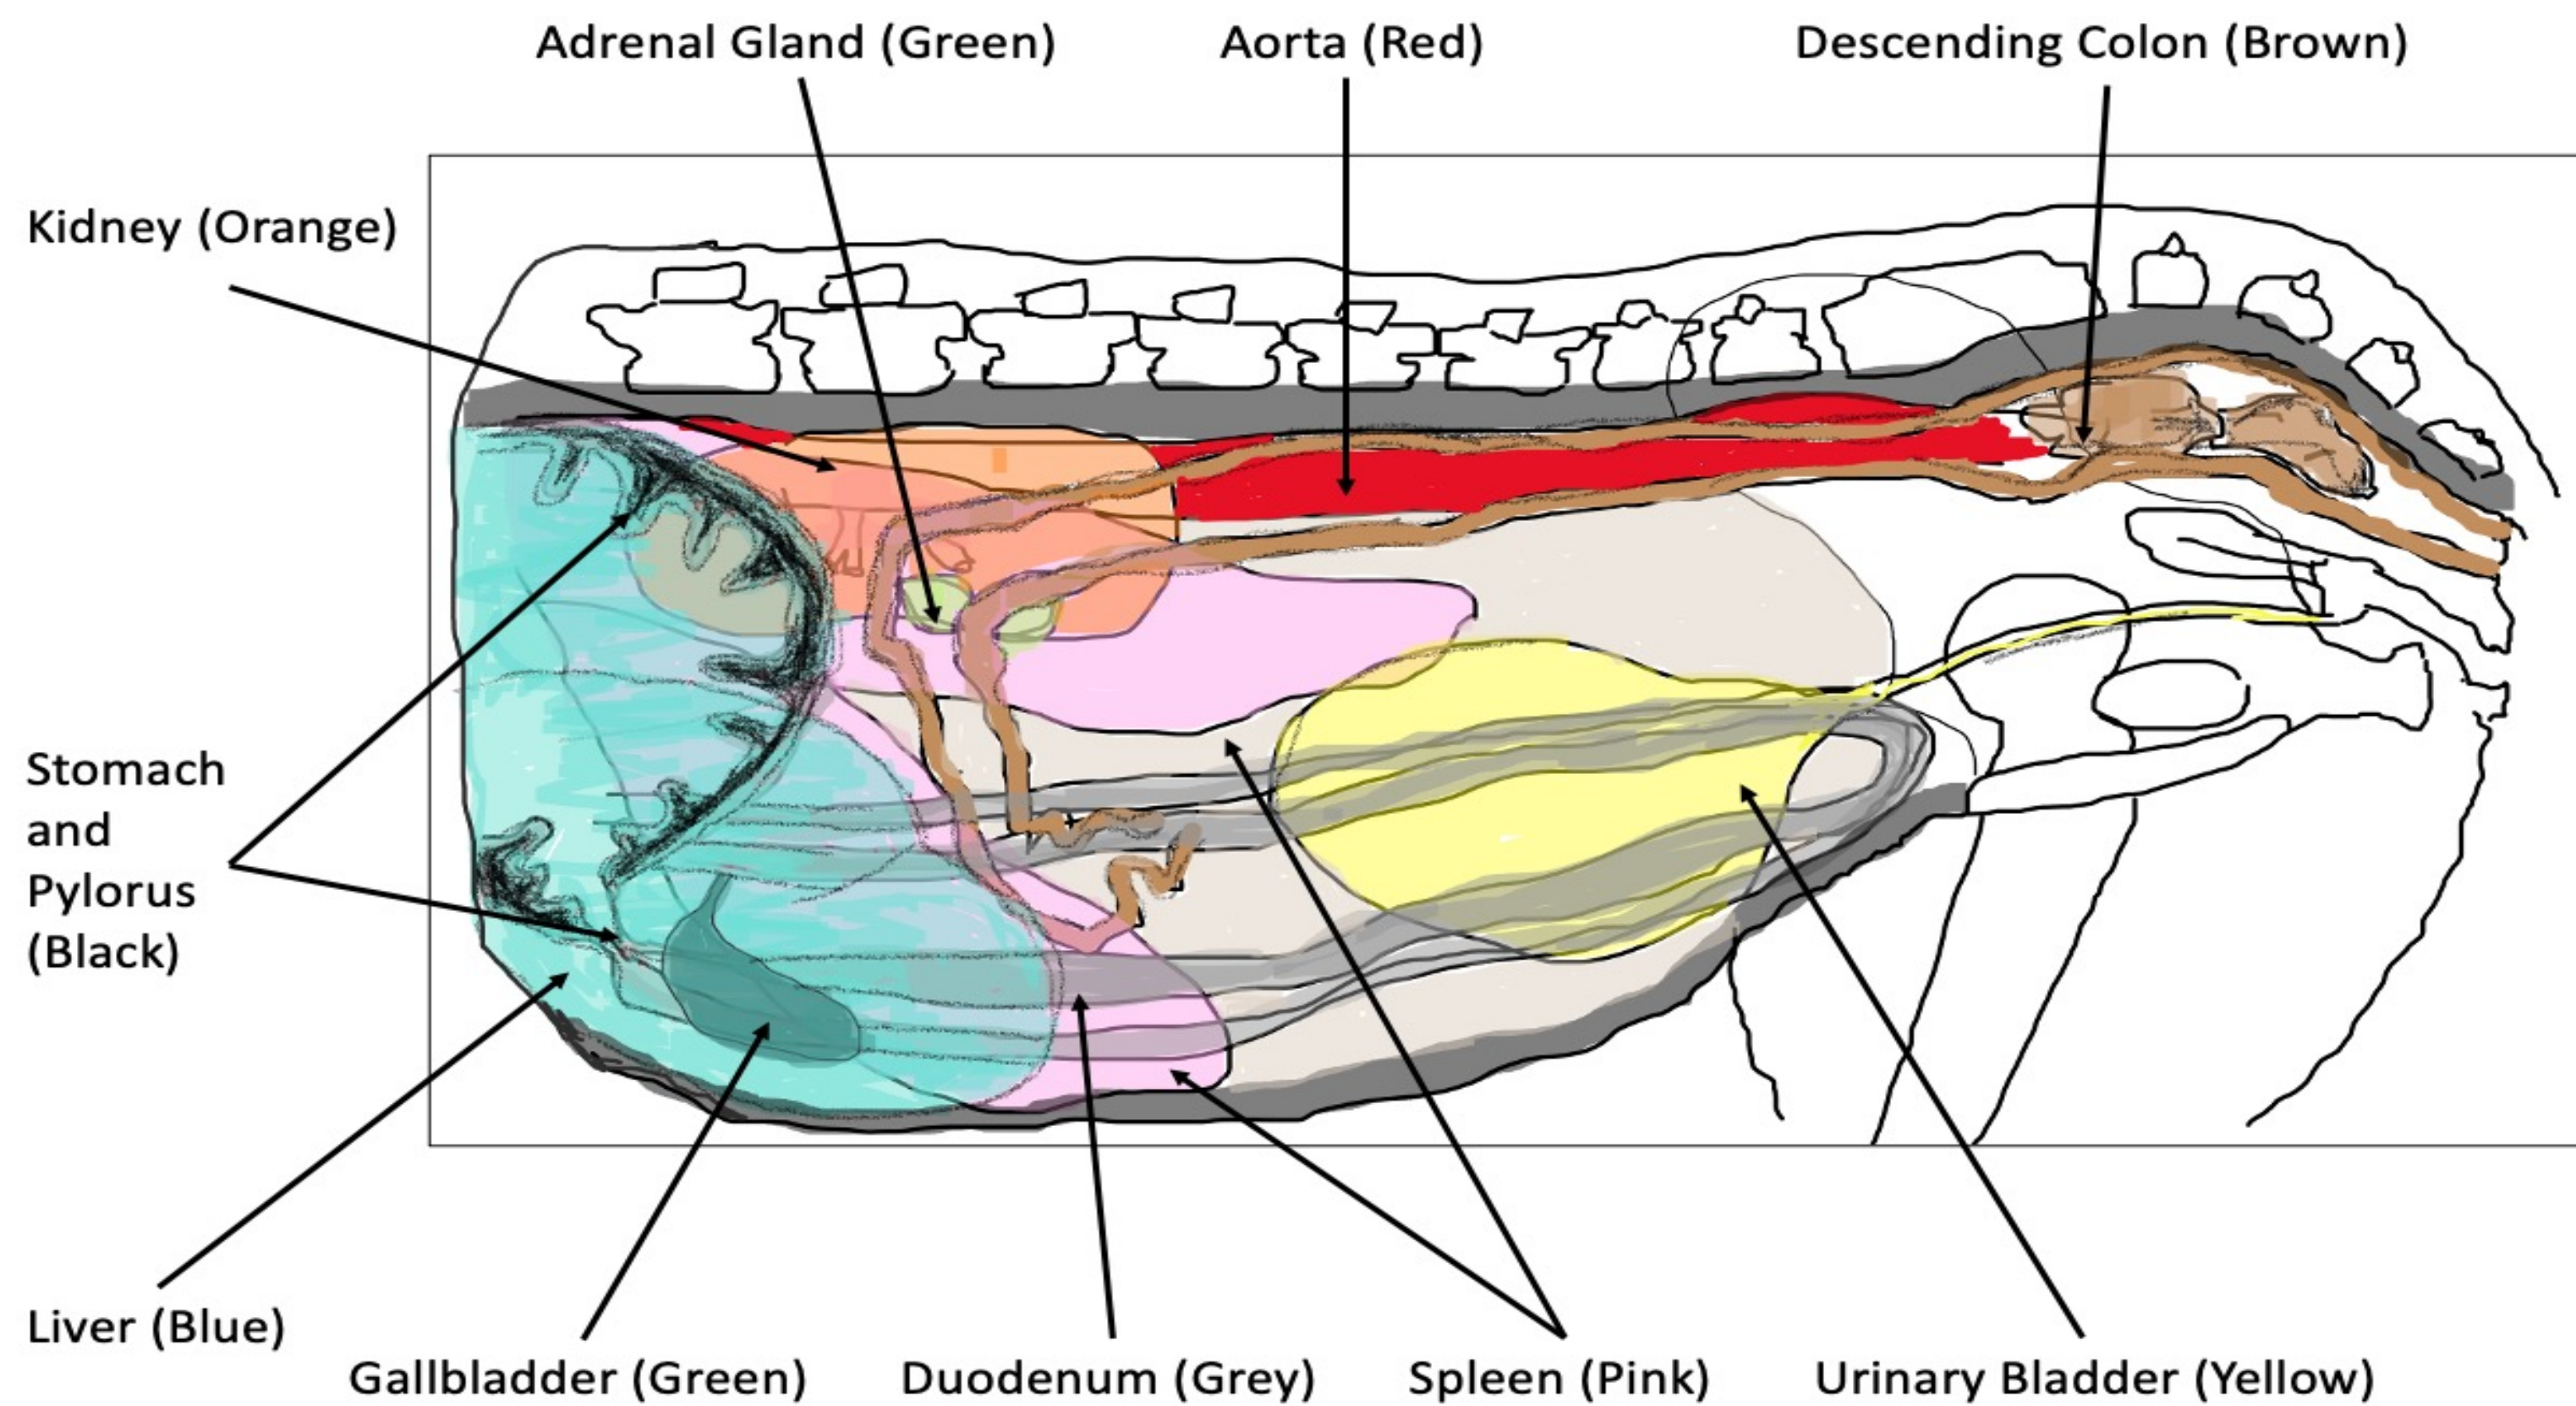 Adrenal Gland (Green)
Aorta (Red)
Descending Colon (Brown)
Kidney (Orange)
Stomach
and
Pylorus
(Black)
Liver (Blue)
Gallbladder (Green)
Duodenum (Grey)
Spleen (Pink)
Urinary Bladder (Yellow)